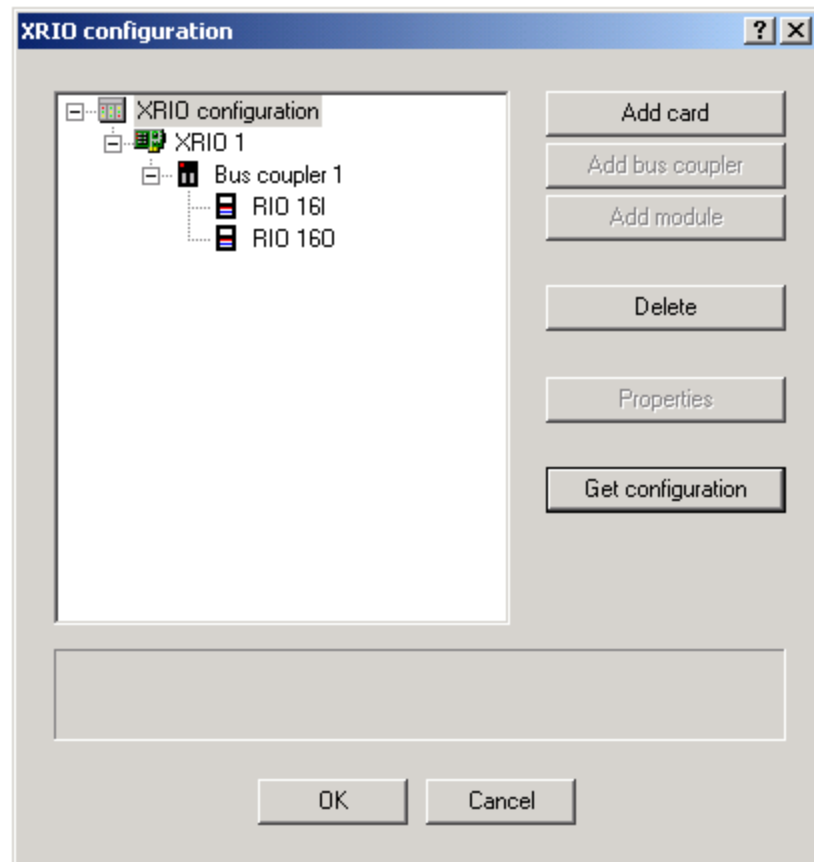 XRIO configuration
XRIO configuration
XRIO 1
Bus coupler 1
RIO 16I
RIO 16O
Add card
Add bus coupler
Add module
Delete
Properties
Get configuration
OK
Cancel